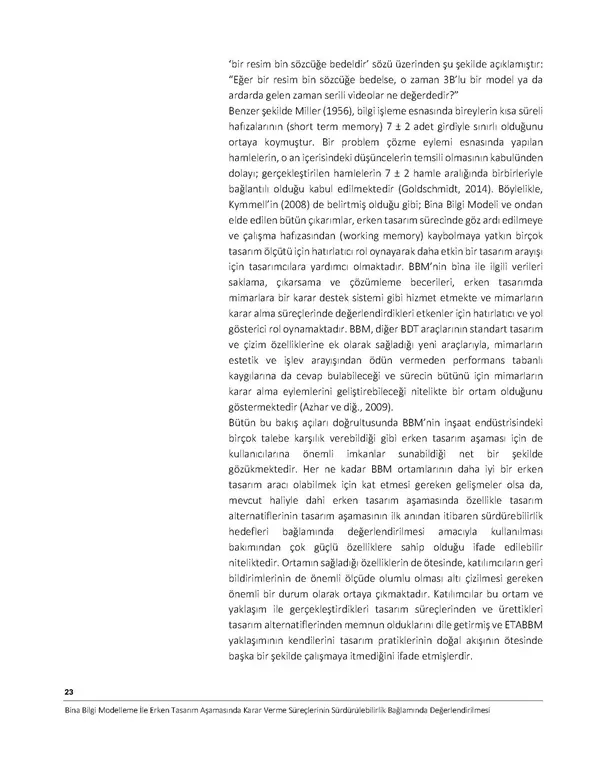 ‘bir resim bin sözcüğe bedeldir’ sözü üzerinden şu şekilde açıklamıştır:
“Eğer bir resim bin sözcüğe bedelse, o zaman 3B’lu bir model ya da
ardarda gelen zaman serili videolar ne değerdedir?”
Benzer şekilde Miller (1956), bilgi işleme esnasında bireylerin kısa süreli
hafızalarının (short term memory) 7 ± 2 adet girdiyle sınırlı olduğunu
ortaya koymuştur. Bir problem çözme eylemi esnasında yapılan
hamlelerin, o an içerisindeki düşüncelerin temsili olmasının kabulünden
dolayı; gerçekleştirilen hamlelerin 7 ± 2 hamle aralığında birbirleriyle
bağlantılı olduğu kabul edilmektedir (Goldschmidt, 2014). Böylelikle,
Kymmell’in (2008) de belirtmiş olduğu gibi; Bina Bilgi Modeli ve ondan
elde edilen bütün çıkarımlar, erken tasarım sürecinde göz ardı edilmeye
ve çalışma hafızasından (working memory) kaybolmaya yatkın birçok
tasarım ölçütü için hatırlatıcı rol oynayarak daha etkin bir tasarım arayışı
için tasarımcılara yardımcı olmaktadır. BBM’nin bina ile ilgili verileri
saklama, çıkarsama ve çözümleme becerileri, erken tasarımda
mimarlara bir karar destek sistemi gibi hizmet etmekte ve mimarların
karar alma süreçlerinde değerlendirdikleri etkenler için hatırlatıcı ve yol
gösterici rol oynamaktadır. BBM, diğer BDT araçlarının standart tasarım
ve çizim özelliklerine ek olarak sağladığı yeni araçlarıyla, mimarların
estetik ve işlev arayışından ödün vermeden performans tabanlı
kaygılarına da cevap bulabileceği ve sürecin bütünü için mimarların
karar alma eylemlerini geliştirebileceği nitelikte bir ortam olduğunu
göstermektedir (Azhar ve diğ., 2009).
Bütün bu bakış açıları doğrultusunda BBM’nin inşaat endüstrisindeki
birçok talebe karşılık verebildiği gibi erken tasarım aşaması için de
kullanıcılarına önemli imkanlar sunabildiği net bir şekilde
gözükmektedir. Her ne kadar BBM ortamlarının daha iyi bir erken
tasarım aracı olabilmek için kat etmesi gereken gelişmeler olsa da,
mevcut haliyle dahi erken tasarım aşamasında özellikle tasarım
alternatiflerinin tasarım aşamasının ilk anından itibaren sürdürebilirlik
hedefleri bağlamında değerlendirilmesi amacıyla kullanılması
bakımından çok güçlü özelliklere sahip olduğu ifade edilebilir
niteliktedir. Ortamın sağladığı özelliklerin de ötesinde, katılımcıların geri
bildirimlerinin de önemli ölçüde olumlu olması altı çizilmesi gereken
önemli bir durum olarak ortaya çıkmaktadır. Katılımcılar bu ortam ve
yaklaşım ile gerçekleştirdikleri tasarım süreçlerinden ve ürettikleri
tasarım alternatiflerinden memnun olduklarını dile getirmiş ve ETABBM
yaklaşımının kendilerini tasarım pratiklerinin doğal akışının ötesinde
başka bir şekilde çalışmaya itmediğini ifade etmişlerdir.
23
Bina Bilgi Modelleme İle Erken Tasarım Aşamasında Karar Verme Süreçlerinin Sürdürülebilirlik Bağlamında Değerlendirilmesi